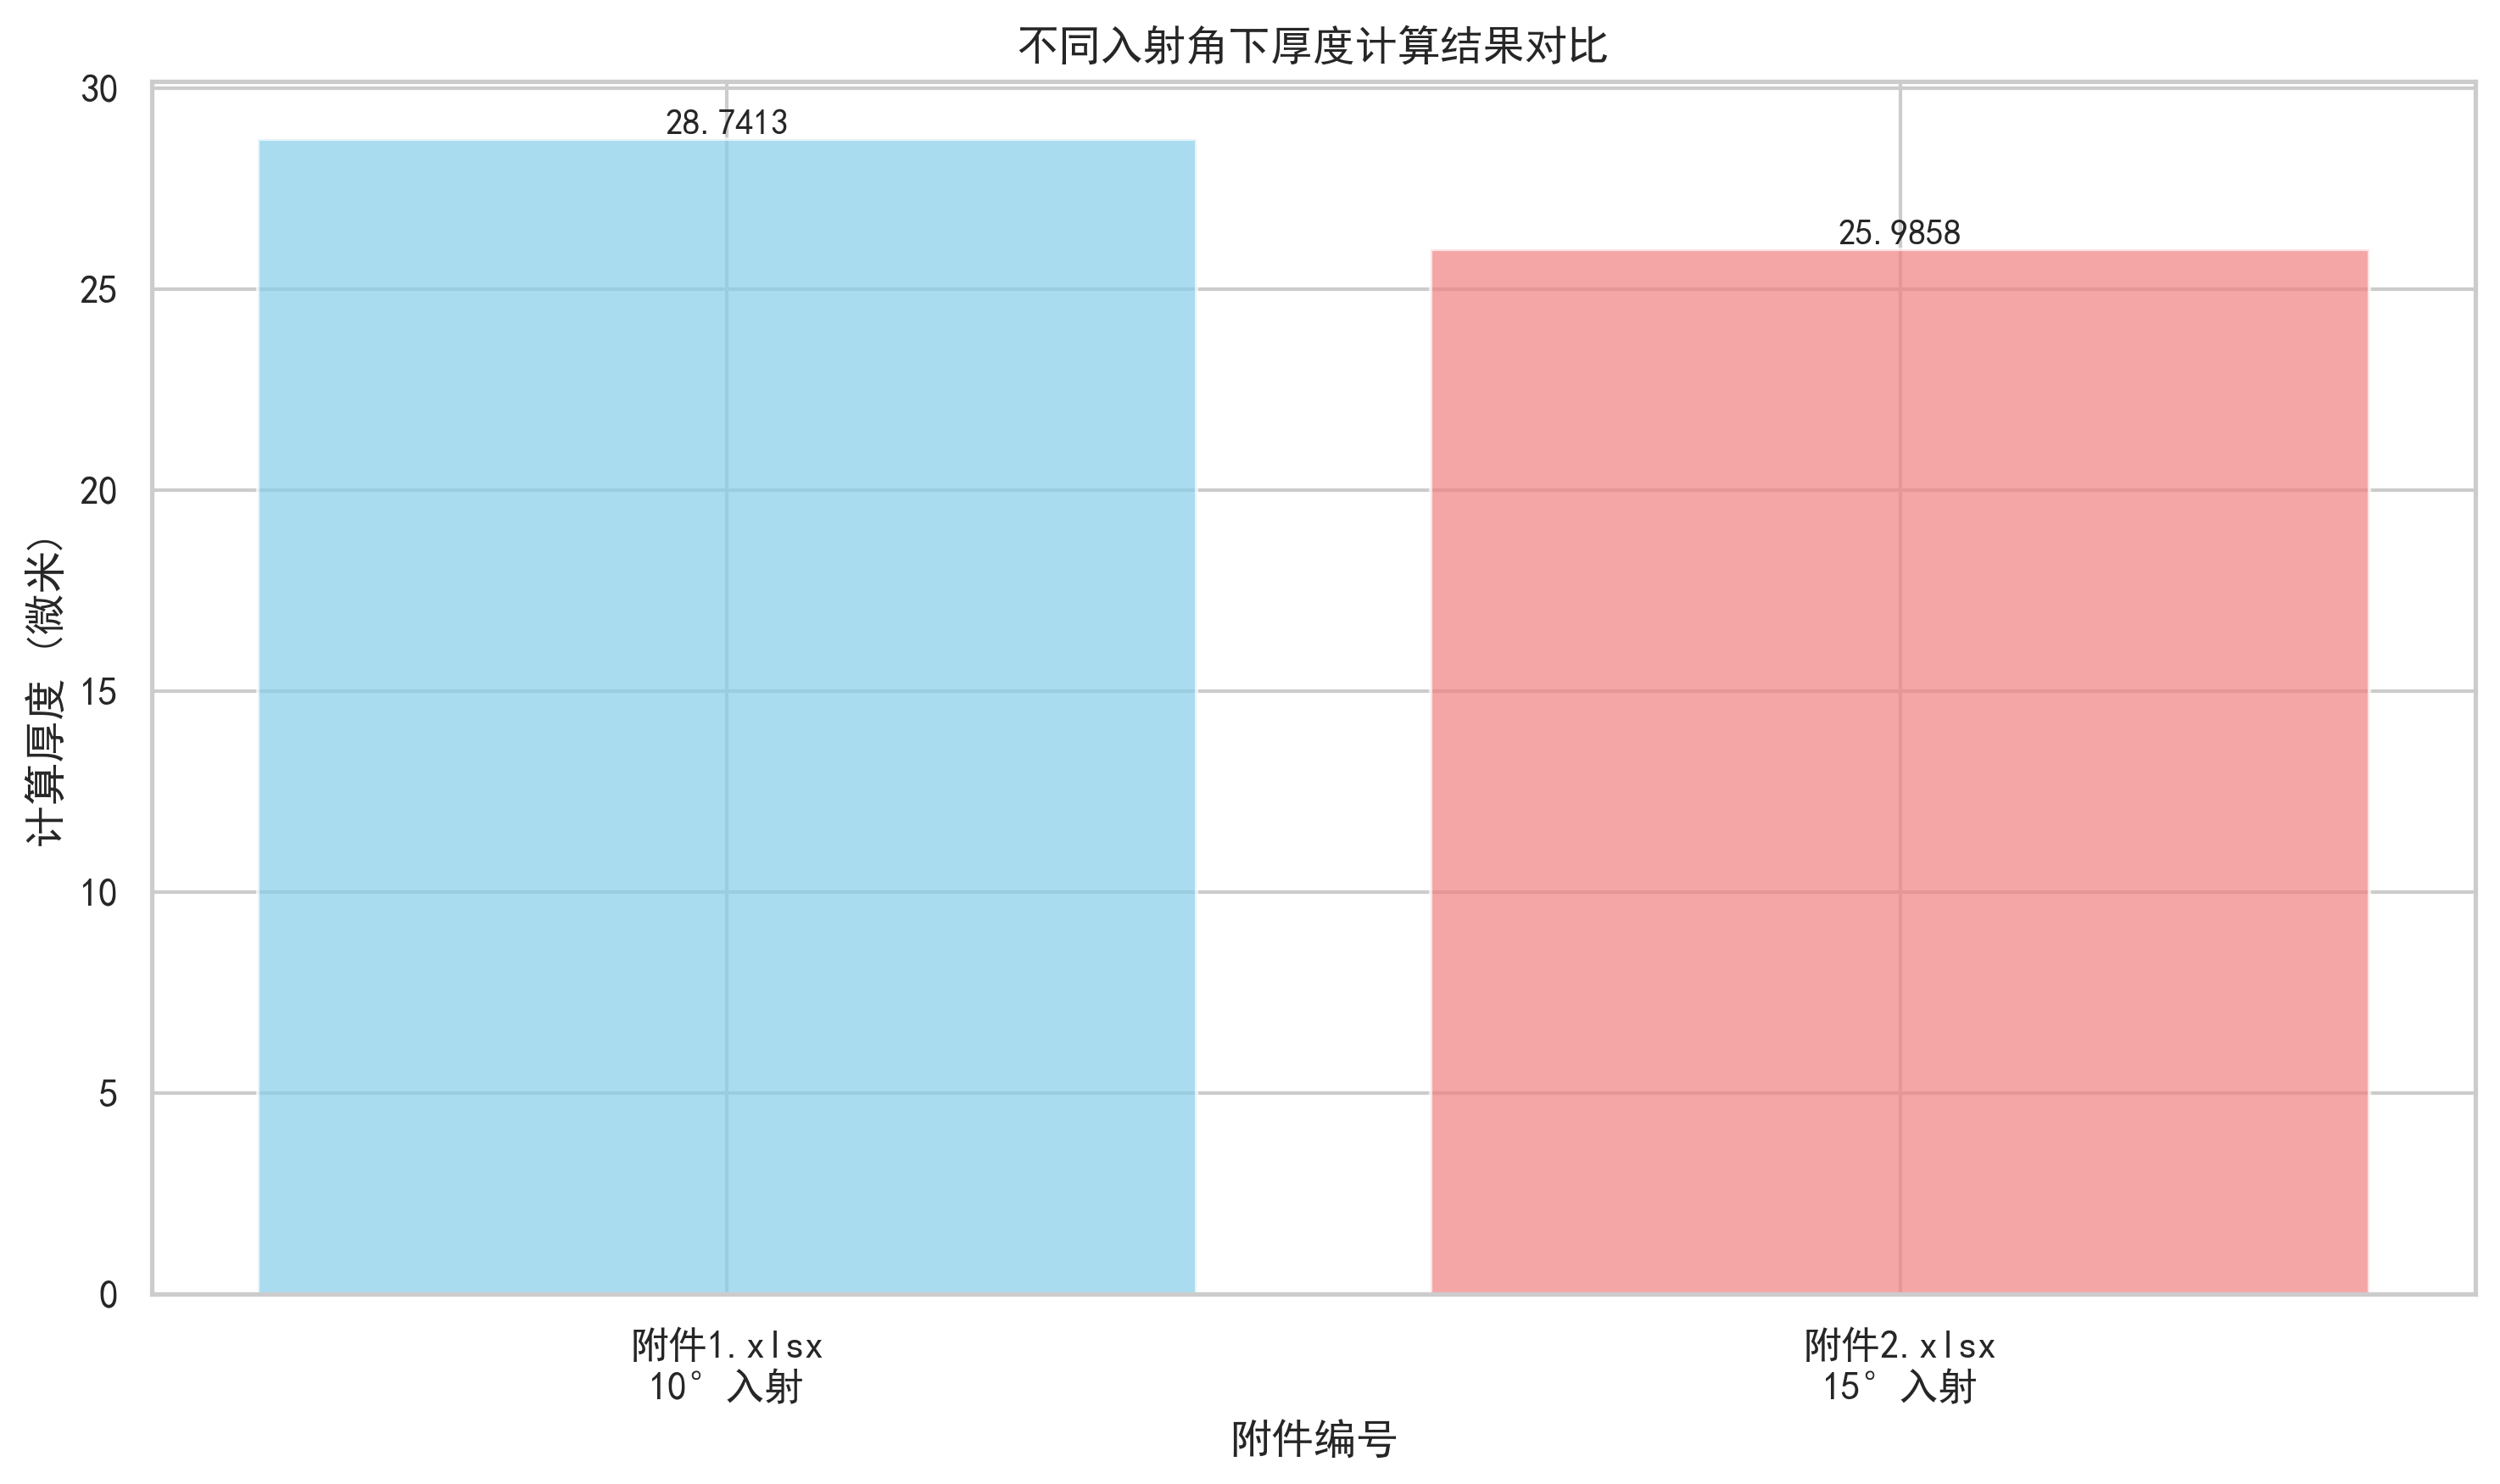 不同入射角下厚度计算结果对比
30
25
20
15
10
5
0
计算厚度 (微米)
28.7413
25.9858
附件1.xlsx
10° 入射
附件2.xlsx
15° 入射
附件编号